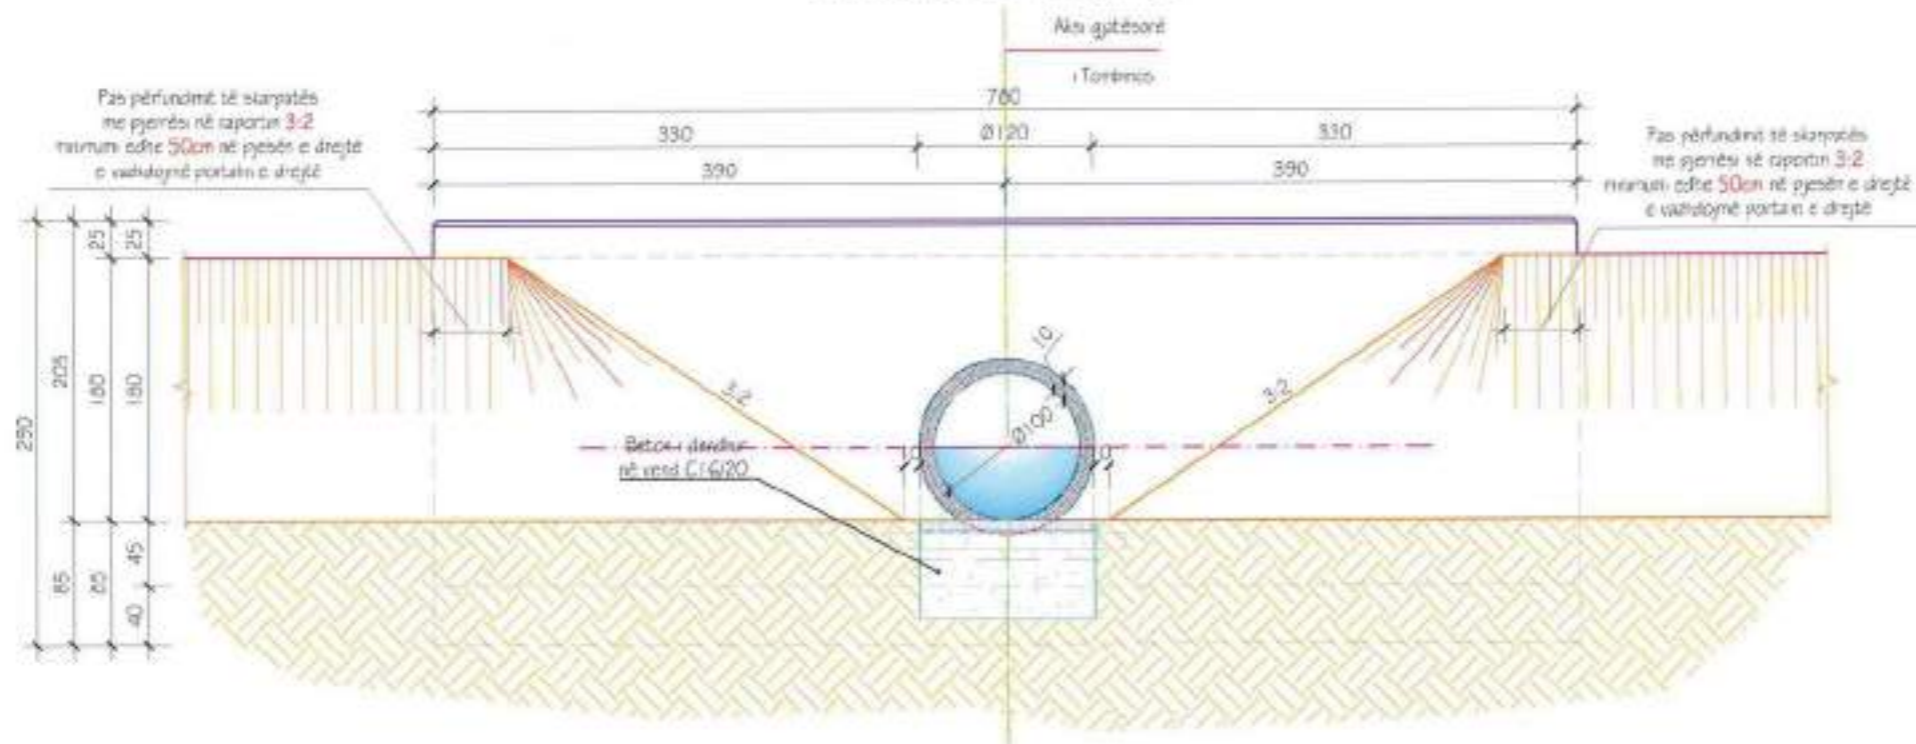 Aksi gjatësorë
i Tombinos
Pas përfundimit të skarpatës
me pjerrësi në raportin 3:2
minimum edhe 50cm në pjesën e drejtë
e vazhdojmë portalin e drejtë
780
330
Ø120
330
390
390
Pas përfundimit të skarpatës
me pjerrësi në raportin 3:2
minimum edhe 50cm në pjesën e drejtë
e vazhdojmë portalin e drejtë
25
25
205
180
180
290
3:2
3:2
10
Ø100
10
10
Beton i derdhur
në vend C16/20
85
85
45
40